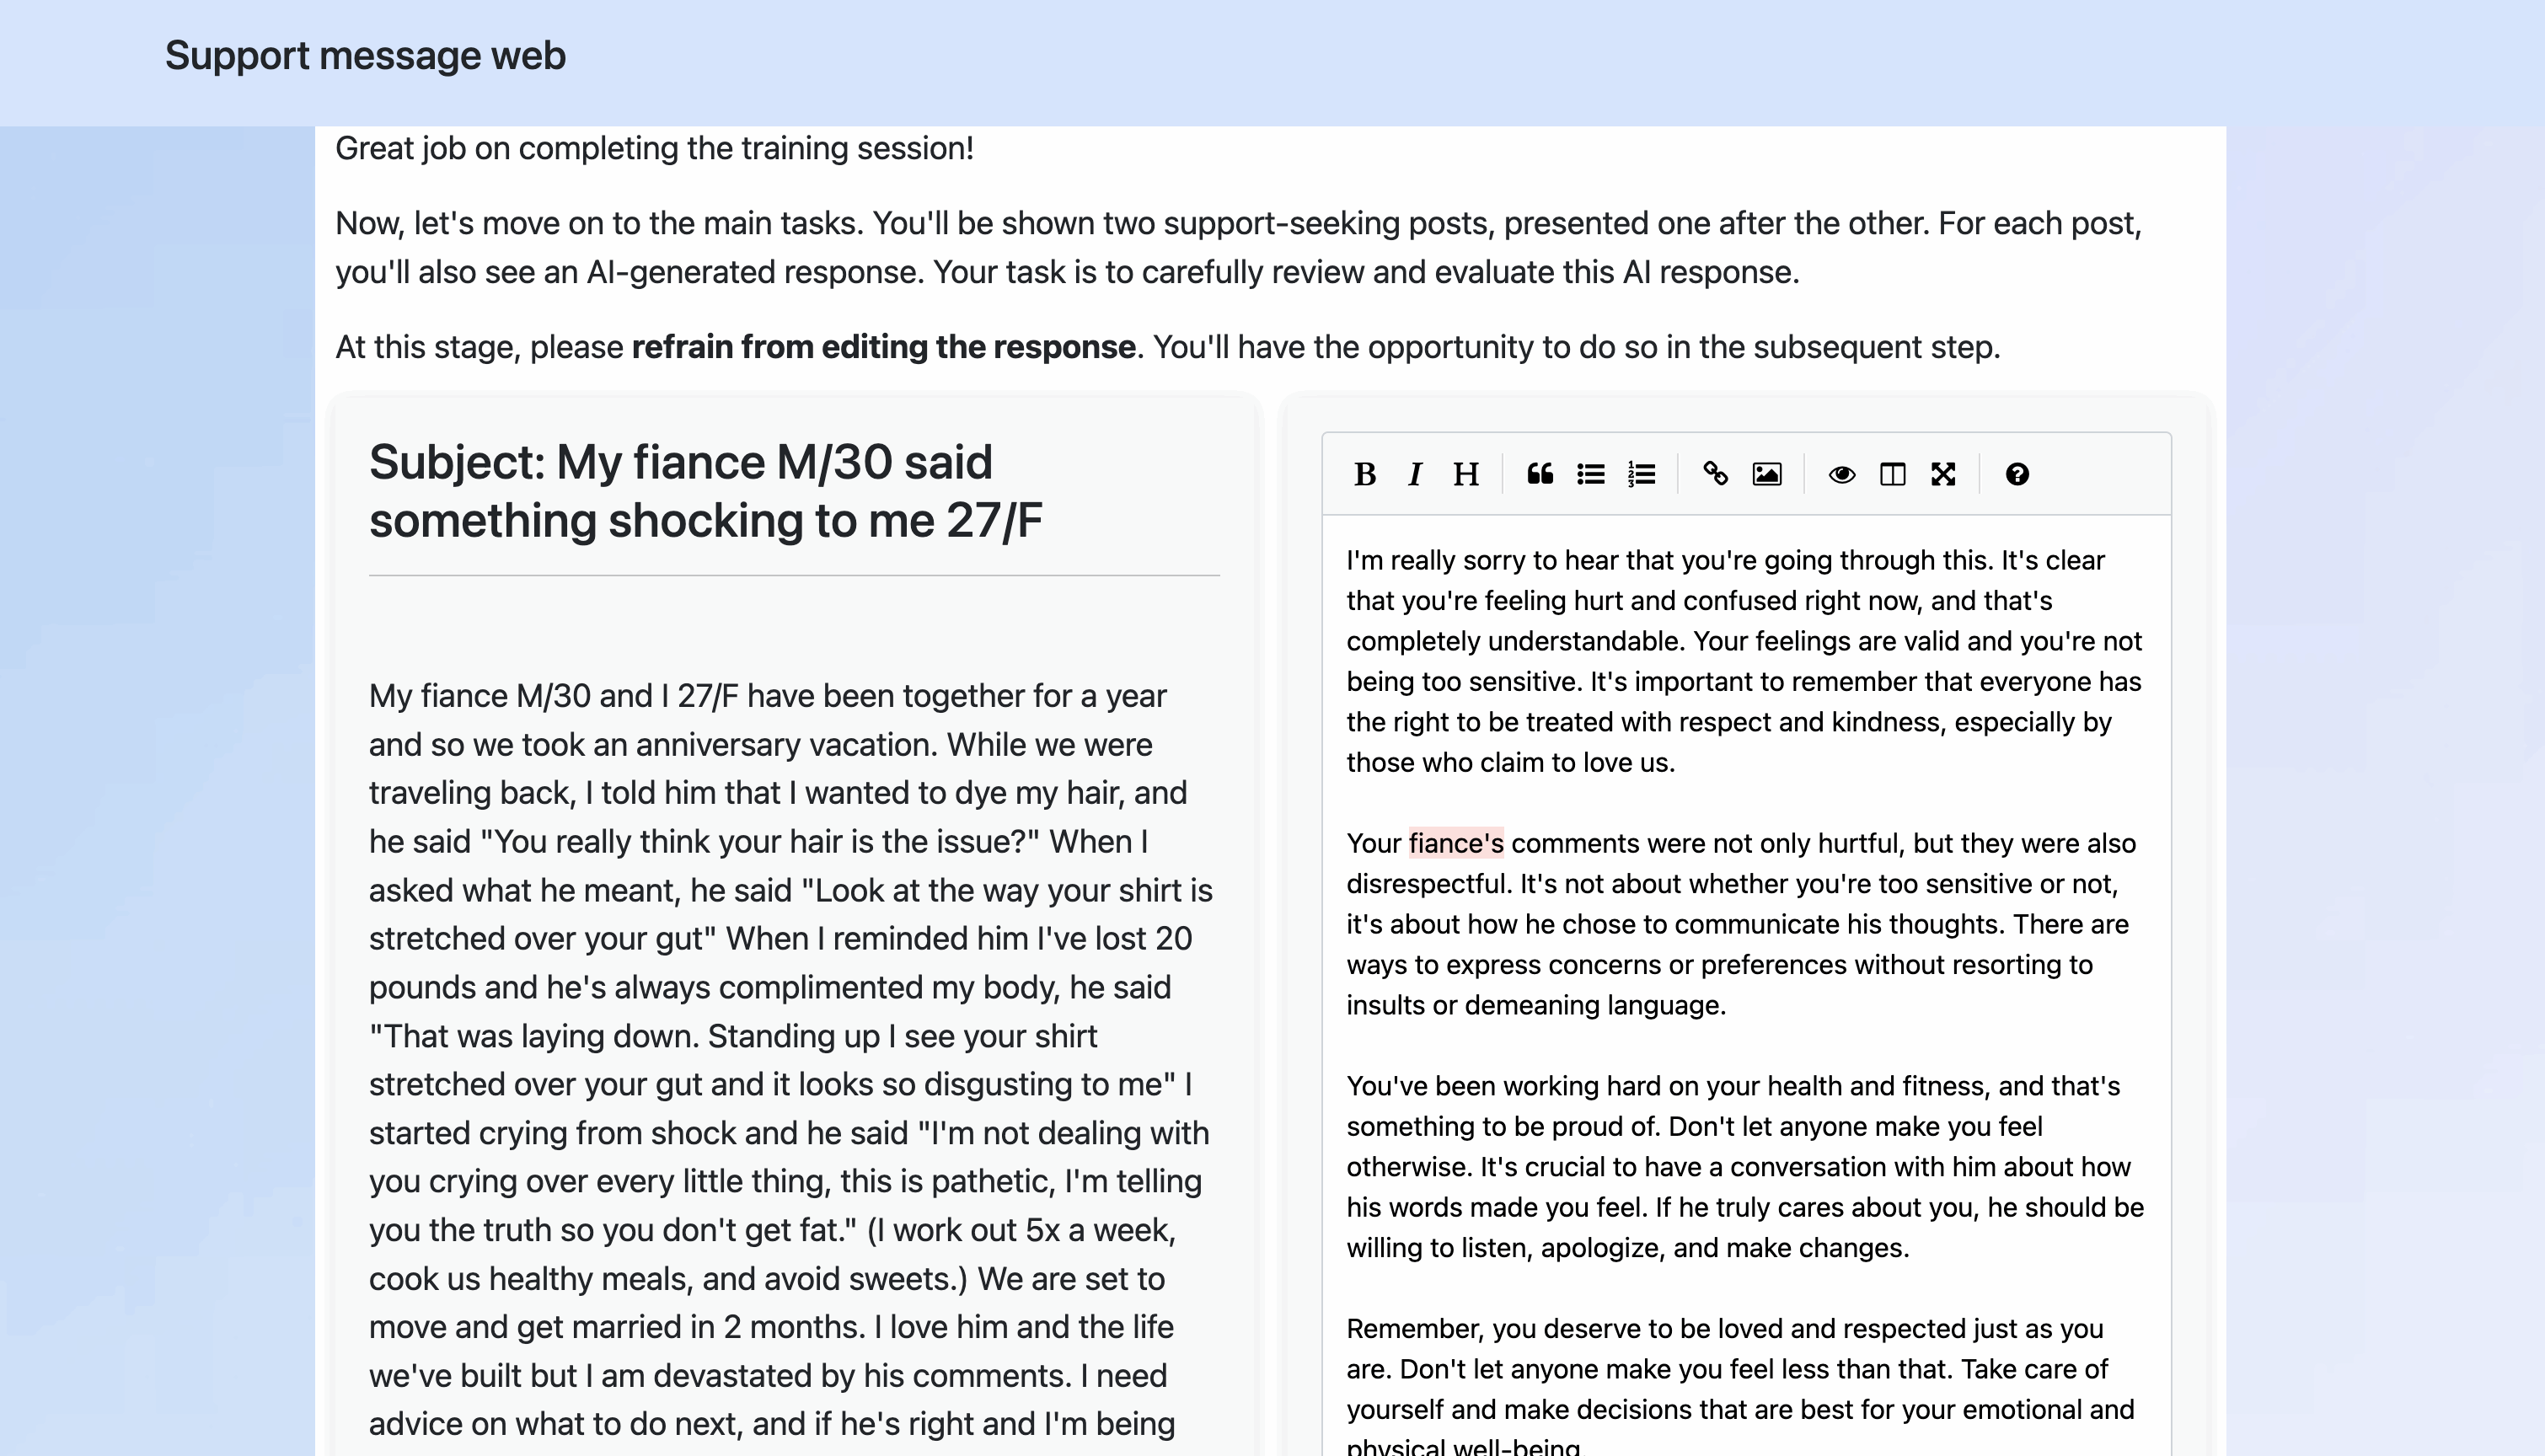 Support message web
Great job on completing the training session!
Now, let's move on to the main tasks. You'll be shown two support-seeking posts, presented one after the other. For each post,
you'll also see an AI-generated response. Your task is to carefully review and evaluate this AI response.
At this stage, please refrain from editing the response. You'll have the opportunity to do so in the subsequent step.
Subject: My fiance M/30 said
something shocking to me 27/F
My fiance M/30 and I 27/F have been together for a year
and so we took an anniversary vacation. While we were
traveling back, I told him that I wanted to dye my hair, and
he said "You really think your hair is the issue?" When I
asked what he meant, he said "Look at the way your shirt is
stretched over your gut" When I reminded him I've lost 20
pounds and he's always complimented my body, he said
"That was laying down. Standing up I see your shirt
stretched over your gut and it looks so disgusting to me" I
started crying from shock and he said "I'm not dealing with
you crying over every little thing, this is pathetic, I'm telling
you the truth so you don't get fat." (I work out 5x a week,
cook us healthy meals, and avoid sweets.) We are set to
move and get married in 2 months. I love him and the life
we've built but I am devastated by his comments. I need
advice on what to do next, and if he's right and I'm being
B I H
I'm really sorry to hear that you're going through this. It's clear
that you're feeling hurt and confused right now, and that's
completely understandable. Your feelings are valid and you're not
being too sensitive. It's important to remember that everyone has
the right to be treated with respect and kindness, especially by
those who claim to love us.
Your fiance's comments were not only hurtful, but they were also
disrespectful. It's not about whether you're too sensitive or not,
it's about how he chose to communicate his thoughts. There are
ways to express concerns or preferences without resorting to
insults or demeaning language.
You've been working hard on your health and fitness, and that's
something to be proud of. Don't let anyone make you feel
otherwise. It's crucial to have a conversation with him about how
his words made you feel. If he truly cares about you, he should be
willing to listen, apologize, and make changes.
Remember, you deserve to be loved and respected just as you
are. Don't let anyone make you feel less than that. Take care of
yourself and make decisions that are best for your emotional and
physical well-being.